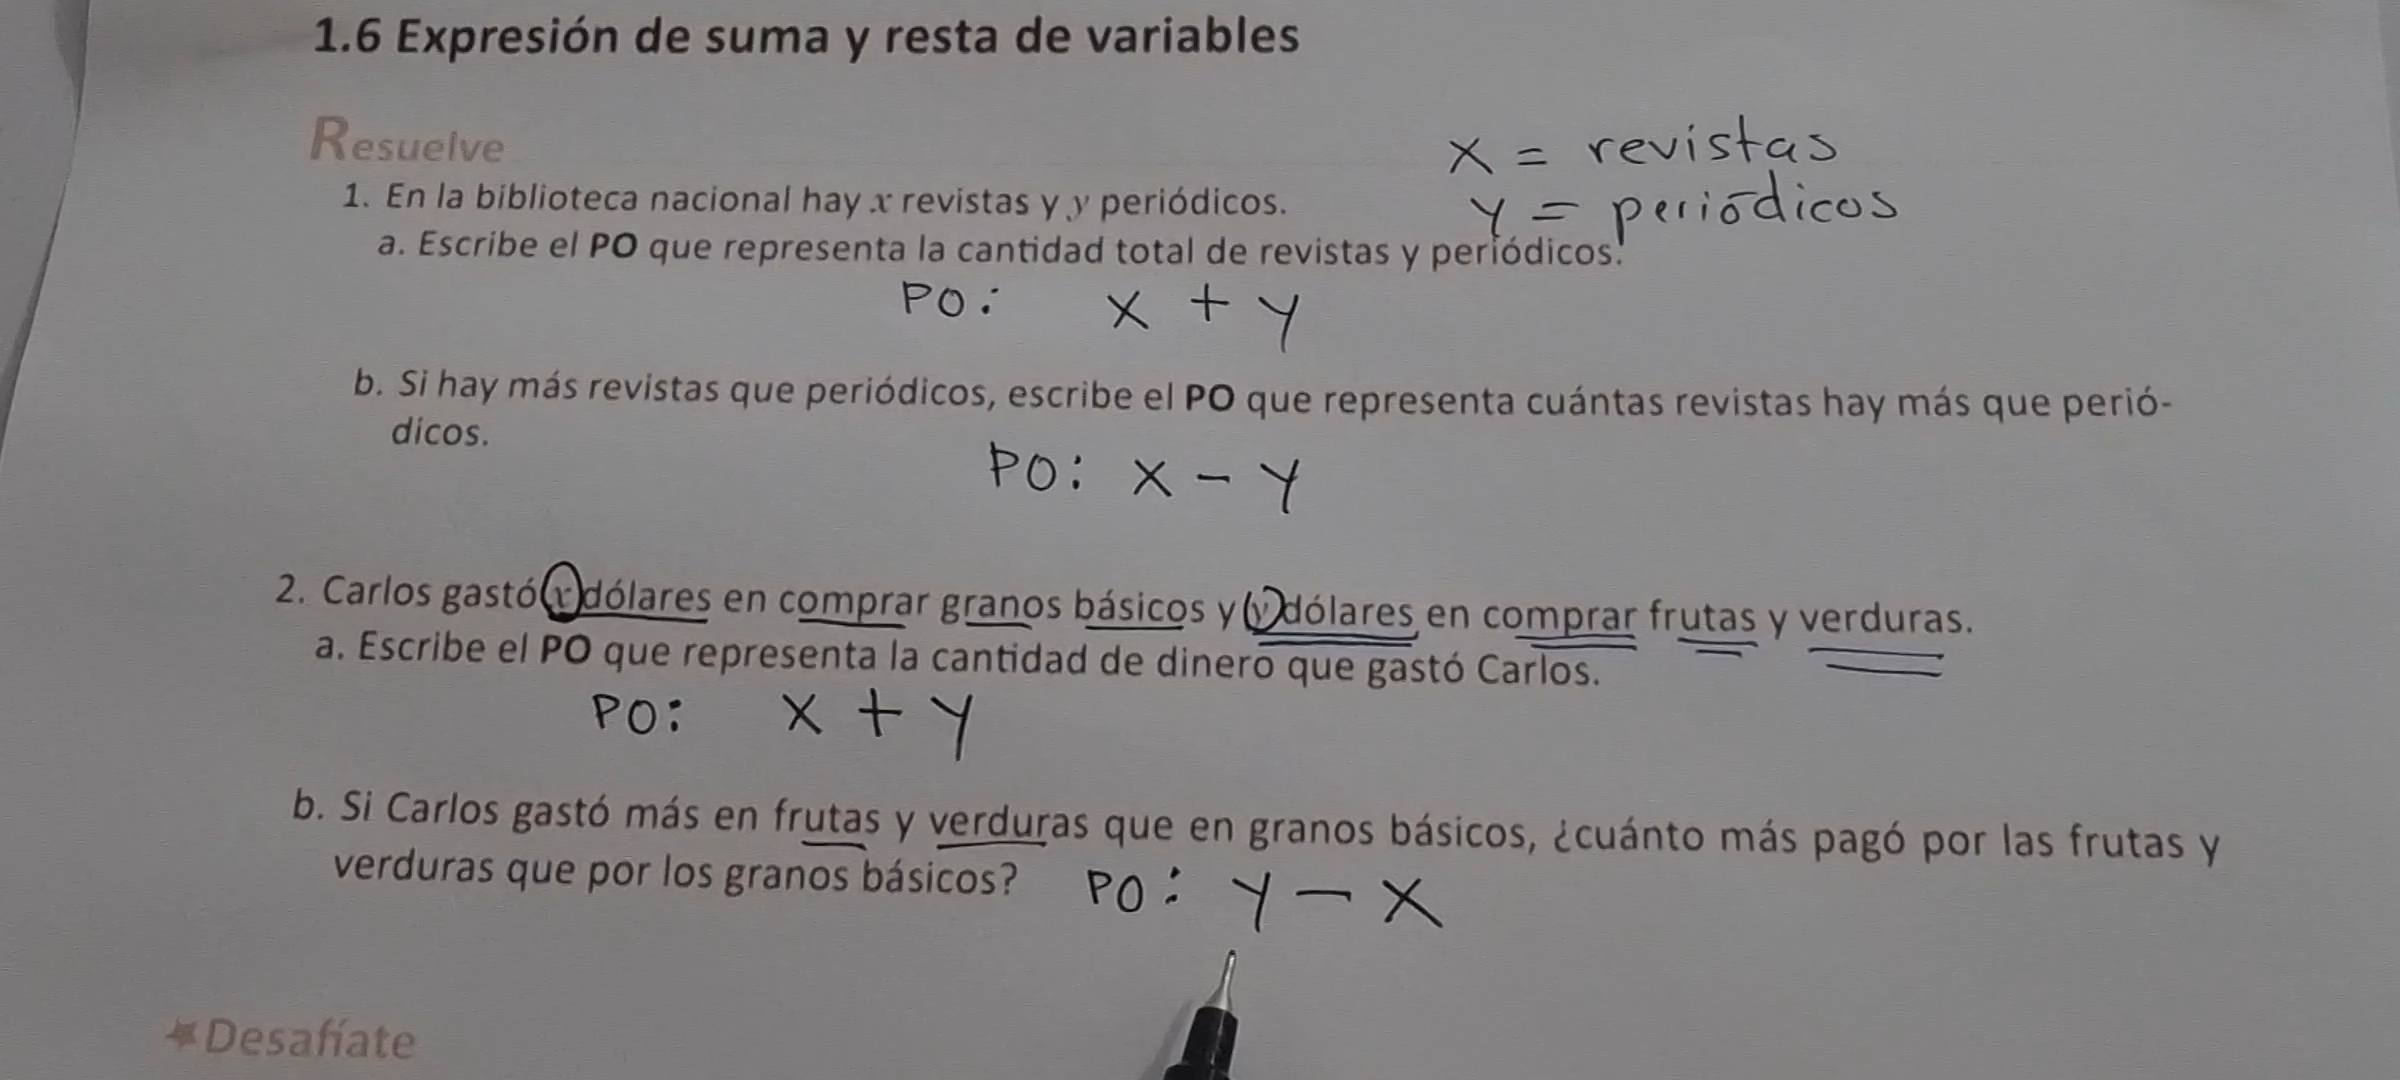 1.6 Expresión de suma y resta de variables
Resuelve
x = revistas
1. En la biblioteca nacional hay x revistas y y periódicos.
y = periódicos
a. Escribe el PO que representa la cantidad total de revistas y periódicos.
PO: x + y
b. Si hay más revistas que periódicos, escribe el PO que representa cuántas revistas hay más que perió-
dicos.
PO: x - y
2. Carlos gastó x dólares en comprar granos básicos y y dólares en comprar frutas y verduras.
a. Escribe el PO que representa la cantidad de dinero que gastó Carlos.
PO: x + y
b. Si Carlos gastó más en frutas y verduras que en granos básicos, ¿cuánto más pagó por las frutas y
verduras que por los granos básicos? PO: y - x
Desafíate